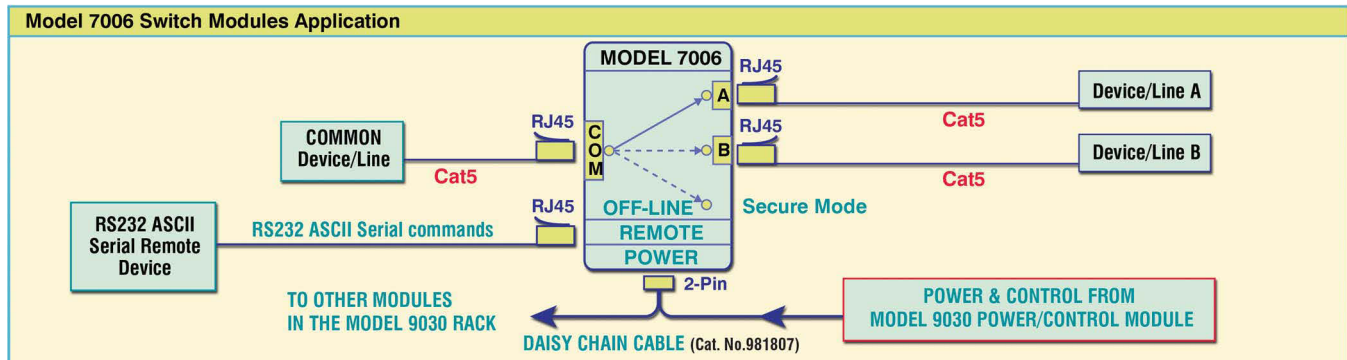 Model 7006 Switch Modules Application
MODEL 7006
RJ45
A
Device/Line A
Cat5
COMMON
Device/Line
RJ45
COM
RJ45
B
Device/Line B
Cat5
Cat5
RS232 ASCII
Serial Remote
Device
RS232 ASCII Serial commands
RJ45
OFF-LINE
Secure Mode
REMOTE
POWER
2-Pin
TO OTHER MODULES
IN THE MODEL 9030 RACK
POWER & CONTROL FROM
MODEL 9030 POWER/CONTROL MODULE
DAISY CHAIN CABLE (Cat. No.981807)